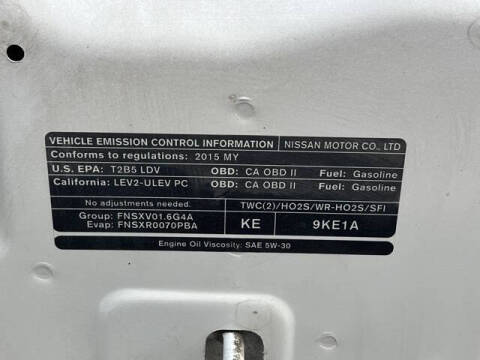 VEHICLE EMISSION CONTROL INFORMATION NISSAN MOTOR CO., LTD
Conforms to regulations: 2015 MY
U.S. EPA: T2B5 LDV OBD: CA OBD II Fuel: Gasoline
California: LEV2-ULEV PC OBD: CA OBD II Fuel: Gasoline
No adjustments needed. TWC(2)/HO2S/WR-HO2S/SFI
Group: FNSXV01.6G4A KE 9KE1A
Evap: FNSXR0070PBA
Engine Oil Viscosity: SAE 5W-30